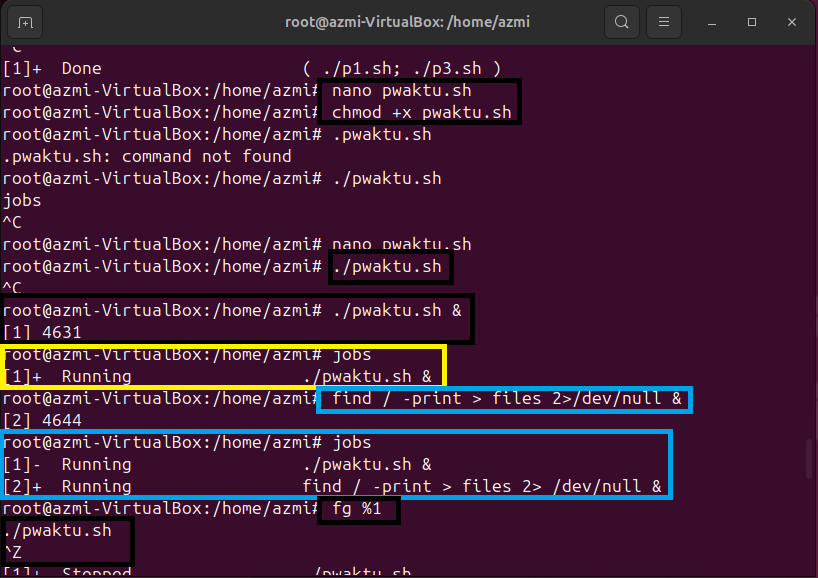 root@azmi-VirtualBox: /home/azmi
^C
[1]+  Done                 ( ./p1.sh; ./p3.sh )
root@azmi-VirtualBox:/home/azmi# nano pwaktu.sh
root@azmi-VirtualBox:/home/azmi# chmod +x pwaktu.sh
root@azmi-VirtualBox:/home/azmi# .pwaktu.sh
.pwaktu.sh: command not found
root@azmi-VirtualBox:/home/azmi# ./pwaktu.sh
jobs
^C
root@azmi-VirtualBox:/home/azmi# nano pwaktu.sh
root@azmi-VirtualBox:/home/azmi# ./pwaktu.sh
^C
root@azmi-VirtualBox:/home/azmi# ./pwaktu.sh &
[1] 4631
root@azmi-VirtualBox:/home/azmi# jobs
[1]+  Running                 ./pwaktu.sh &
root@azmi-VirtualBox:/home/azmi# find / -print > files 2>/dev/null &
[2] 4644
root@azmi-VirtualBox:/home/azmi# jobs
[1]-  Running                 ./pwaktu.sh &
[2]+  Running                 find / -print > files 2> /dev/null &
root@azmi-VirtualBox:/home/azmi# fg %1
./pwaktu.sh
^Z
[1]+  Stopped                 ./pwaktu.sh